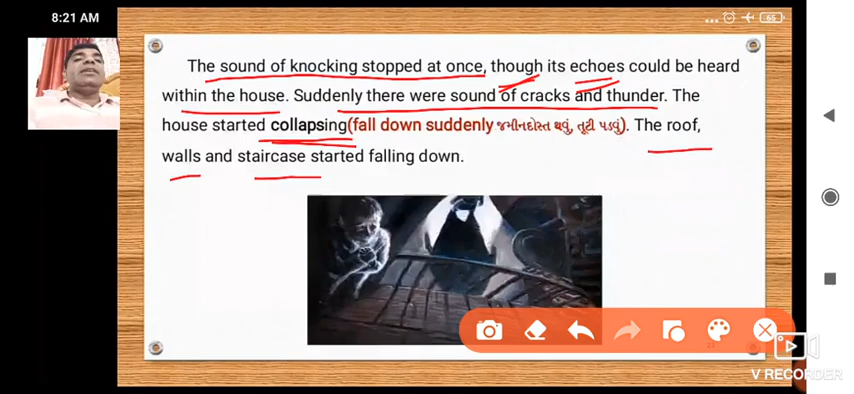 8:21 AM
65
The sound of knocking stopped at once, though its echoes could be heard
within the house. Suddenly there were sound of cracks and thunder. The
house started collapsing(fall down suddenly જમીનદોસ્ત થવું, તૂટી પડવું). The roof,
walls and staircase started falling down.
V RECORDER